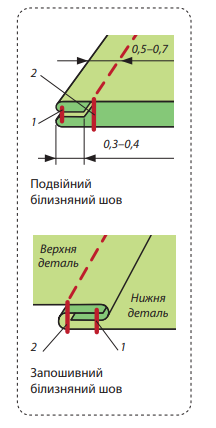 0,5–0,7
2
1
0,3–0,4
Подвійний
білизняний шов
Верхня
деталь
Нижня
деталь
2
1
Запошивний
білизняний шов